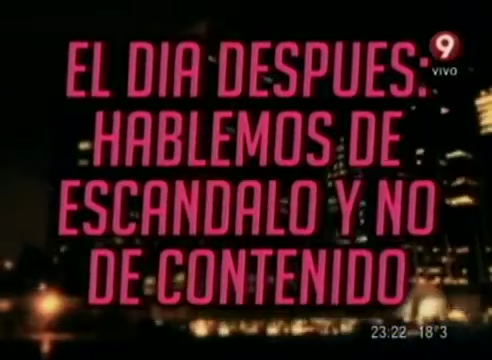 EL DIA DESPUES:
HABLEMOS DE
ESCANDALO Y NO
DE CONTENIDO
9
VIVO
23:22 18°3